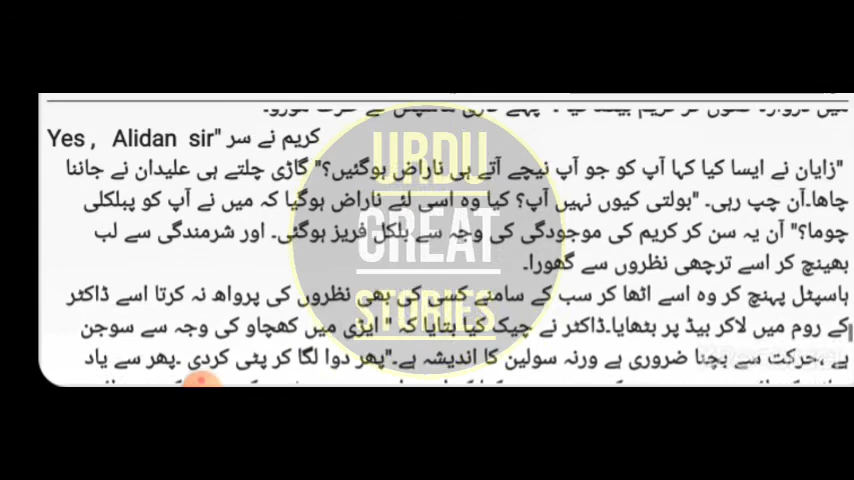 Yes , Alidan sir" کریم نے سر
"زایان نے ایسا کیا کہا آپ کو جو آپ نیچے آتے ہی ناراض ہوگئیں؟" گاڑی چلتے ہی علیدان نے جاننا
چاھا۔آن چپ رہی۔ "بولتی کیوں نہیں آپ؟ کیا وہ اسی لئے ناراض ہوگیا کہ میں نے آپ کو پبلکلی
چوما؟" آن یہ سن کر کریم کی موجودگی کی وجہ سے بلکل فریز ہوگئی۔ اور شرمندگی سے لب
بھینچ کر اسے ترچھی نظروں سے گھورا۔
ہاسپٹل پہنچ کر وہ اسے اٹھا کر سب کے سامنے کسی کی بھی نظروں کی پرواھ نہ کرتا اسے ڈاکٹر
کے روم میں لاکر بیڈ پر بٹھایا۔ڈاکٹر نے چیک کیا بتایا کہ " ایڑی میں کھچاو کی وجہ سے سوجن
ہے ،حرکت سے بچنا ضروری ہے ورنہ سولین کا اندیشہ ہے۔"پھر دوا لگا کر پٹی کردی ۔پھر سے یاد
URDU
GREAT
STORIES